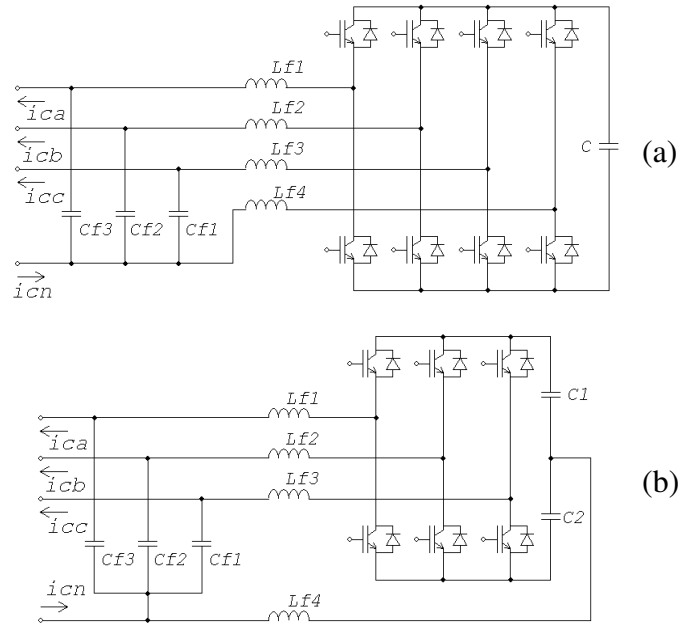 Lf1
ica
Lf2
icb
Lf3
icc
Lf4
Cf3 Cf2 Cf1
C
(a)
icn
Lf1
C1
ica
Lf2
icb
Lf3
(b)
icc
C2
Cf3 Cf2 Cf1
icn
Lf4